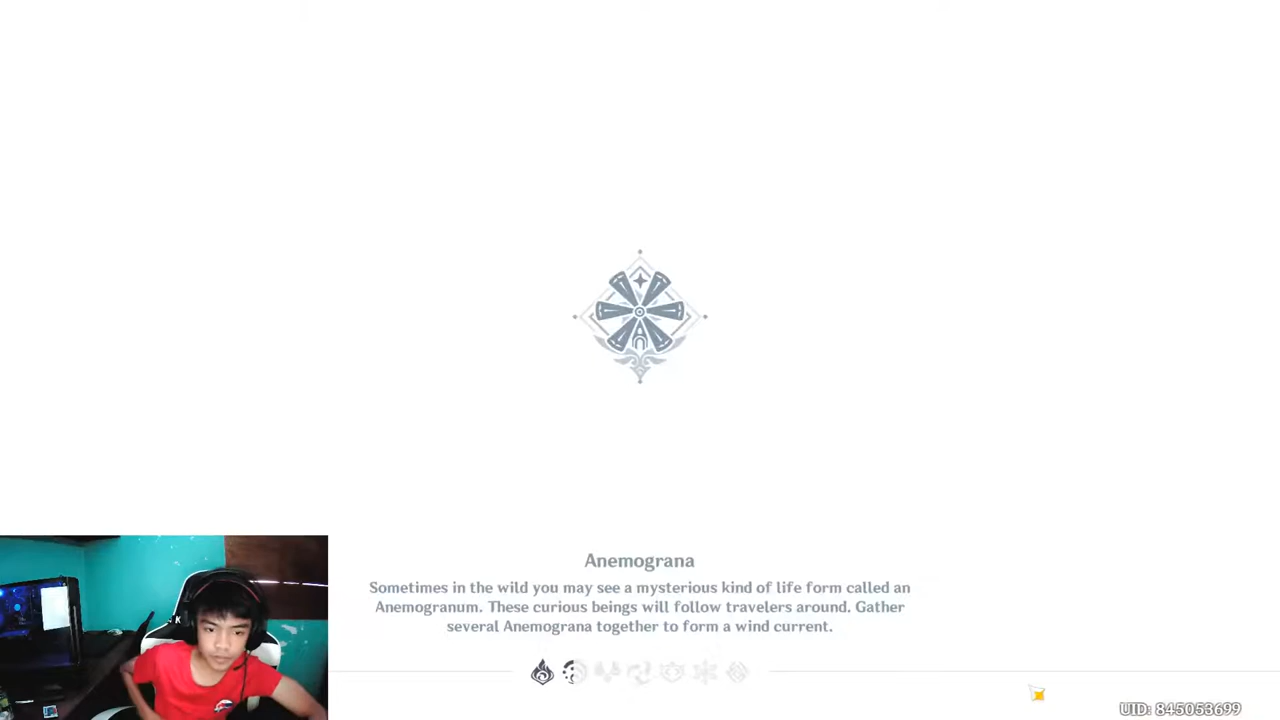 Anemograna
Sometimes in the wild you may see a mysterious kind of life form called an
Anemogranum. These curious beings will follow travelers around. Gather
several Anemograna together to form a wind current.
K
UID: 845053699